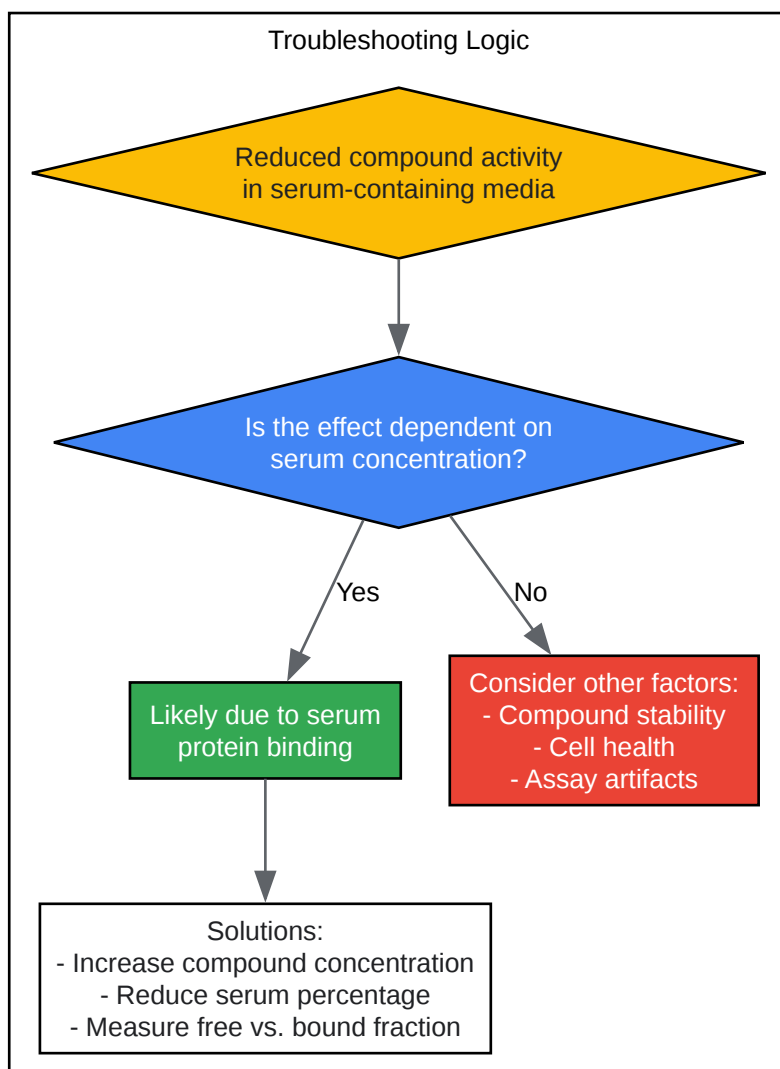 Troubleshooting Logic
Reduced compound activity
in serum-containing media
Is the effect dependent on
serum concentration?
Yes
No
Likely due to serum
protein binding
Consider other factors:
- Compound stability
- Cell health
- Assay artifacts
Solutions:
- Increase compound concentration
- Reduce serum percentage
- Measure free vs. bound fraction